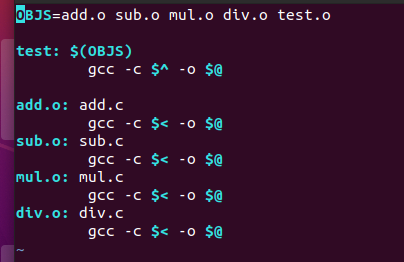 OBJS=add.o sub.o mul.o div.o test.o
test: $(OBJS)
gcc -c $^ -o $@
add.o: add.c
gcc -c $< -o $@
sub.o: sub.c
gcc -c $< -o $@
mul.o: mul.c
gcc -c $< -o $@
div.o: div.c
gcc -c $< -o $@
~